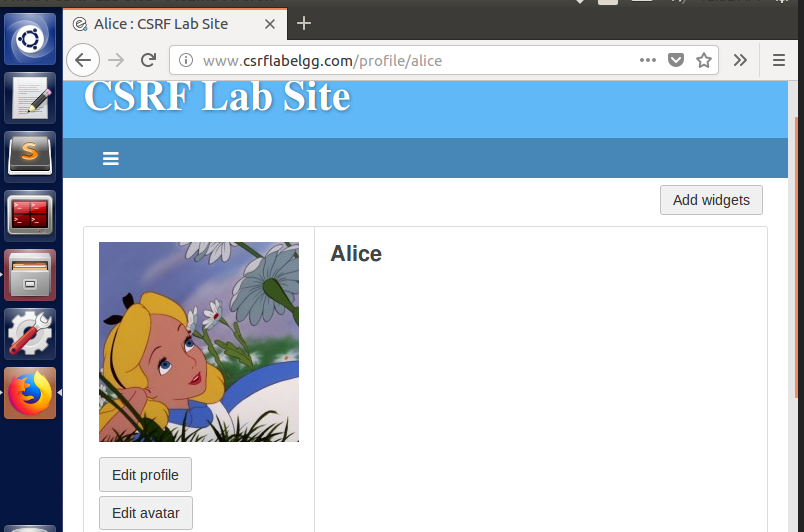 Alice : CSRF Lab Site
www.csrflabelgg.com/profile/alice
CSRF Lab Site
Add widgets
Alice
Edit profile
Edit avatar